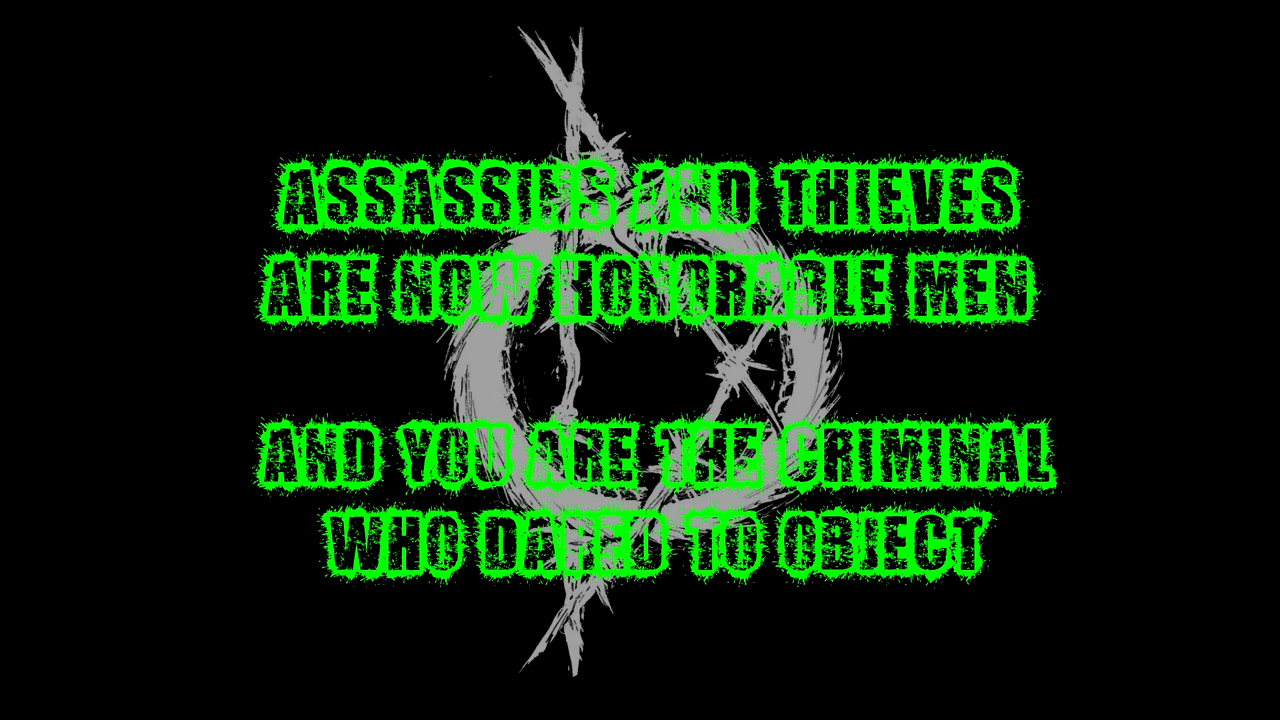 ASSASSINS AND THIEVES
ARE NOW HONORABLE MEN
AND YOU ARE THE CRIMINAL
WHO DARED TO OBJECT